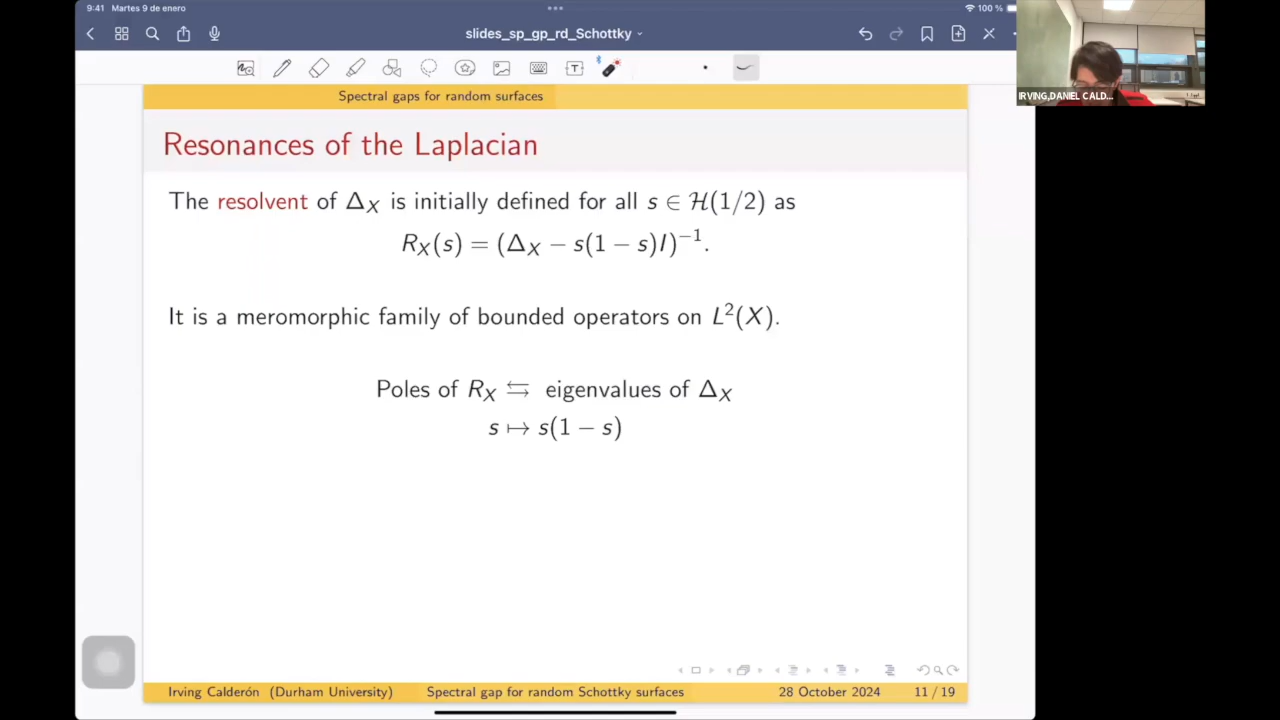 9:41 Martes 9 de enero
100 %
slides_sp_gp_rd_Schottky
IRVING,DANIEL CALD...
Spectral gaps for random surfaces
Resonances of the Laplacian
The resolvent of Δ_X is initially defined for all s ∈ ℋ(1/2) as
R_X(s) = (Δ_X − s(1 − s)I)^{−1}.
It is a meromorphic family of bounded operators on L²(X).
Poles of R_X ⇆ eigenvalues of Δ_X
s ↦ s(1 − s)
Irving Calderón (Durham University) Spectral gap for random Schottky surfaces 28 October 2024 11 / 19